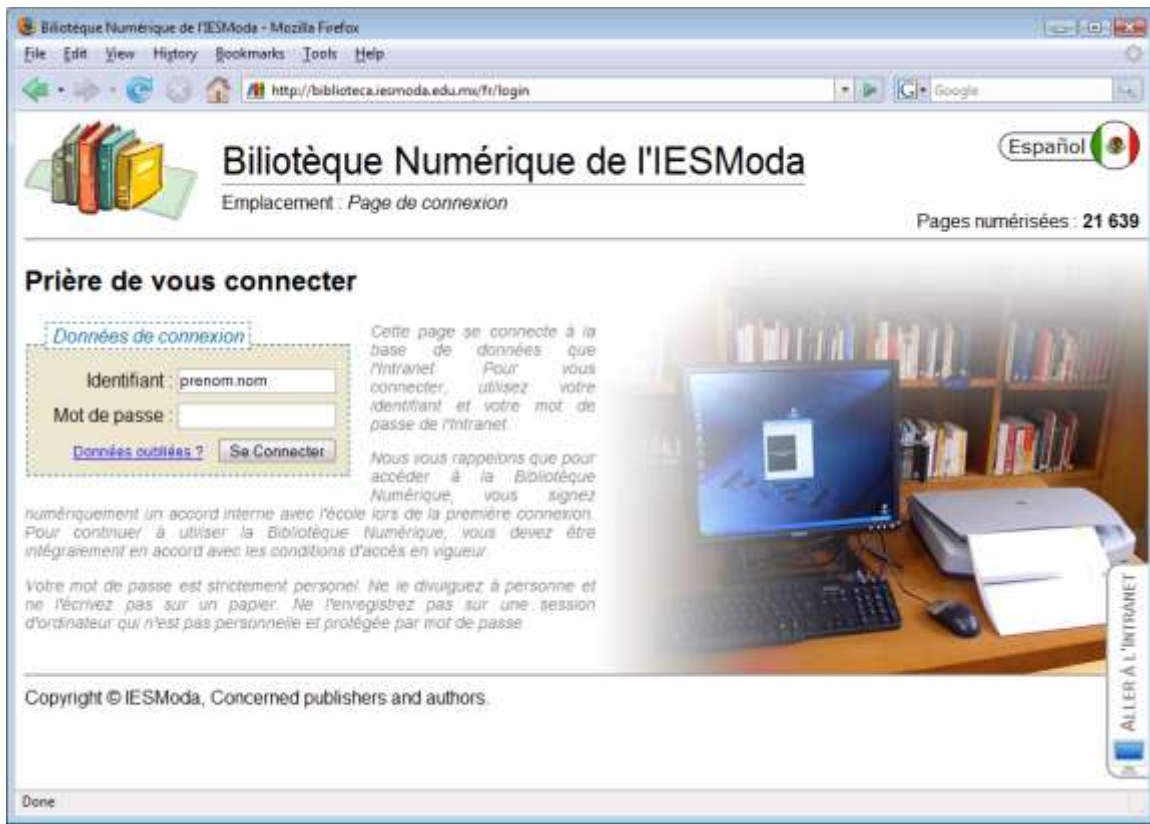 Biliotèque Numérique de l'IESModa - Mozilla Firefox
File Edit View History Bookmarks Tools Help
http://biblioteca.iesmoda.edu.mx/fr/login
Google
Biliotèque Numérique de l'IESModa
Español
Emplacement : Page de connexion
Pages numérisées : 21 639
Prière de vous connecter
Données de connexion
Identifiant : prenom.nom
Mot de passe :
Données oubliées ? Se Connecter
Cette page se connecte à la
base de données que
l'Intranet. Pour vous
connecter, utilisez votre
identifiant et votre mot de
passe de l'Intranet.
Nous vous rappelons que pour
accéder à la Bibliotèque
Numérique, vous signez
numériquement un accord interne avec l'école lors de la première connexion.
Pour continuer à utiliser la Bibliotèque Numérique, vous devez être
intégralement en accord avec les conditions d'accès en vigueur.
Votre mot de passe est strictement personel. Ne le divulguez à personne et
ne l'écrivez pas sur un papier. Ne l'enregistrez pas sur une session
d'ordinateur qui n'est pas personnelle et protégée par mot de passe
ALLER À L'INTRANET
Copyright © IESModa, Concerned publishers and authors.
Done